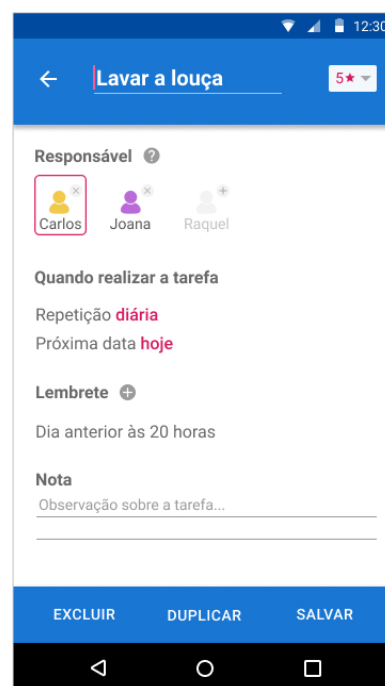 12:30
Lavar a louça
5★
Responsável ?
Carlos Joana Raquel
Quando realizar a tarefa
Repetição diária
Próxima data hoje
Lembrete
Dia anterior às 20 horas
Nota
Observação sobre a tarefa...
EXCLUIR DUPLICAR SALVAR